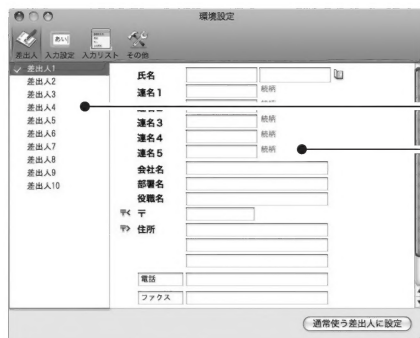 環境設定
差出人 入力設定 入力リスト その他
差出人1
差出人2
差出人3
差出人4
差出人5
差出人6
差出人7
差出人8
差出人9
差出人10
氏名
連名1 続柄
連名3 続柄
連名4 続柄
連名5 続柄
会社名
部署名
役職名
〒< 〒
〒> 住所
電話
ファクス
通常使う差出人に設定